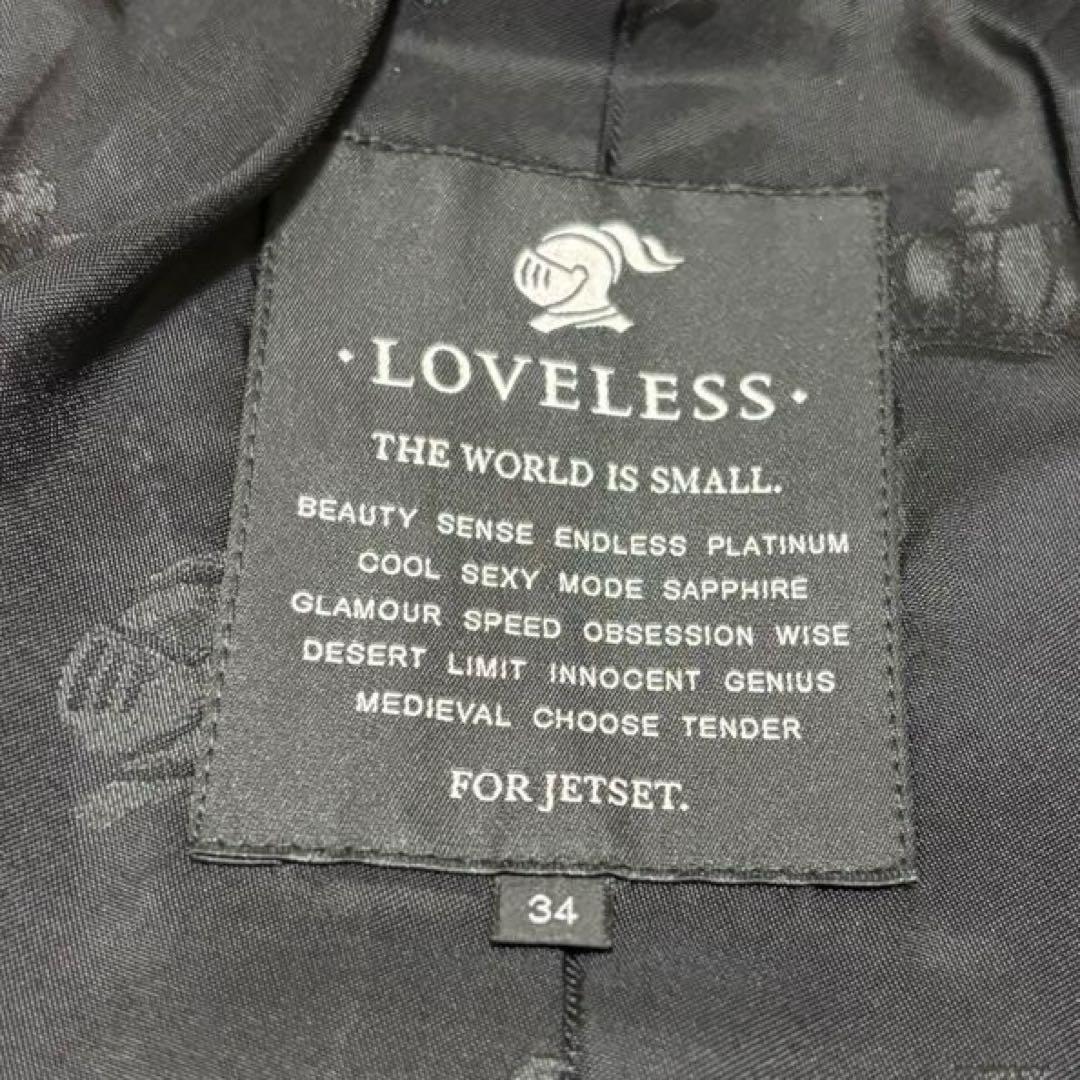 ·LOVELESS·
THE WORLD IS SMALL.
BEAUTY SENSE ENDLESS PLATINUM
COOL SEXY MODE SAPPHIRE
GLAMOUR SPEED OBSESSION WISE
DESERT LIMIT INNOCENT GENIUS
MEDIEVAL CHOOSE TENDER
FOR JETSET.
34